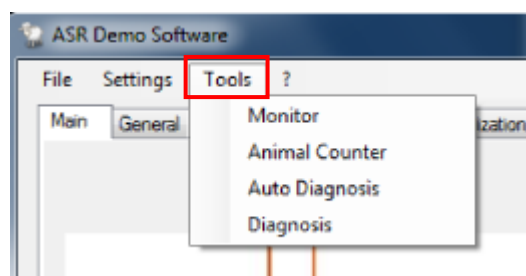 ASR Demo Software
File Settings Tools ?
Main General
Monitor
Animal Counter
Auto Diagnosis
Diagnosis